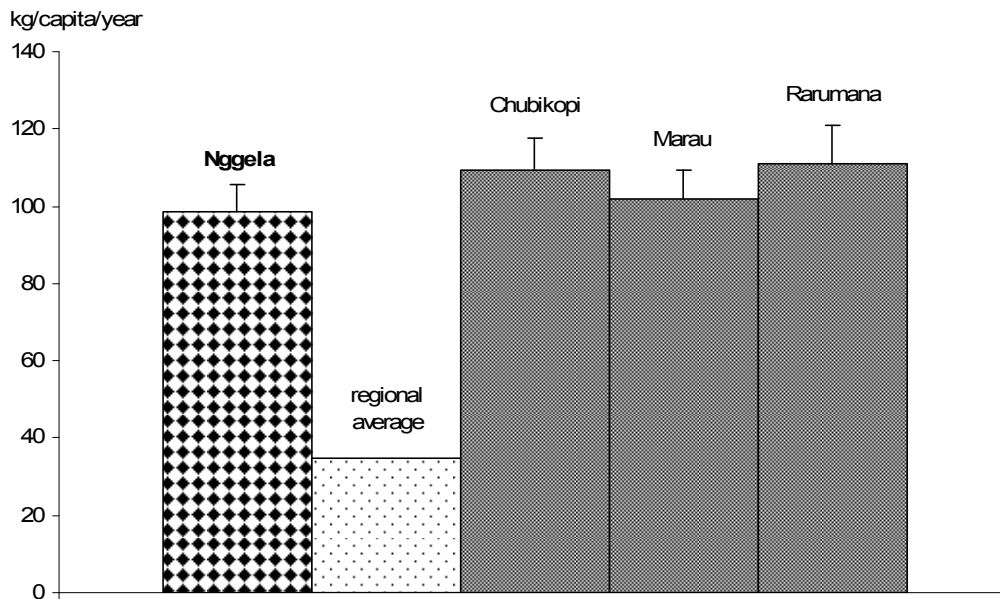 kg/capita/year
140
120
100
80
60
40
20
0
Nggela
regional
average
Chubikopi
Marau
Rarumana